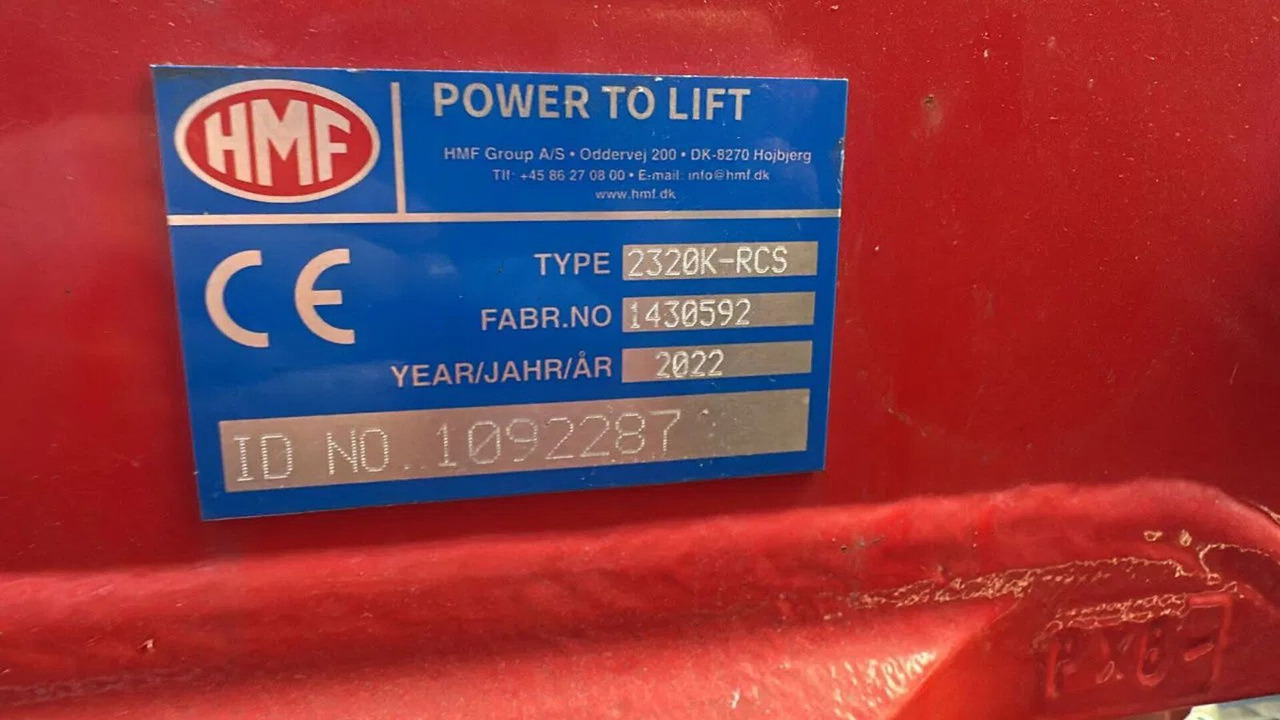 HMF
POWER TO LIFT
HMF Group A/S • Oddervej 200 • DK-8270 Hojbjerg
Tlf: +45 86 27 08 00 • E-mail: info@hmf.dk
www.hmf.dk
CE
TYPE 2320K-RCS
FABR.NO 1430592
YEAR/JAHR/ÅR 2022
ID NO. 1092287